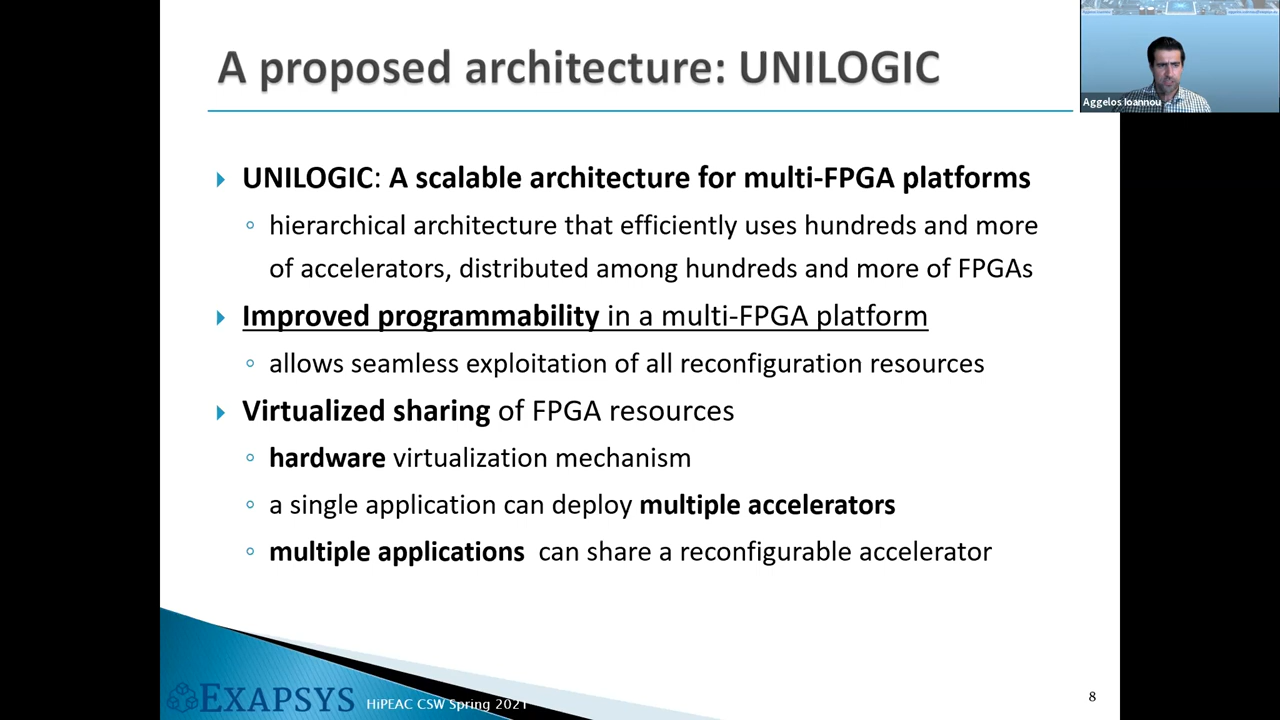 A proposed architecture: UNILOGIC
Aggelos Ioannou
UNILOGIC: A scalable architecture for multi-FPGA platforms
hierarchical architecture that efficiently uses hundreds and more
of accelerators, distributed among hundreds and more of FPGAs
Improved programmability in a multi-FPGA platform
allows seamless exploitation of all reconfiguration resources
Virtualized sharing of FPGA resources
hardware virtualization mechanism
a single application can deploy multiple accelerators
multiple applications can share a reconfigurable accelerator
EXAPSYS
HiPEAC CSW Spring 2021
8